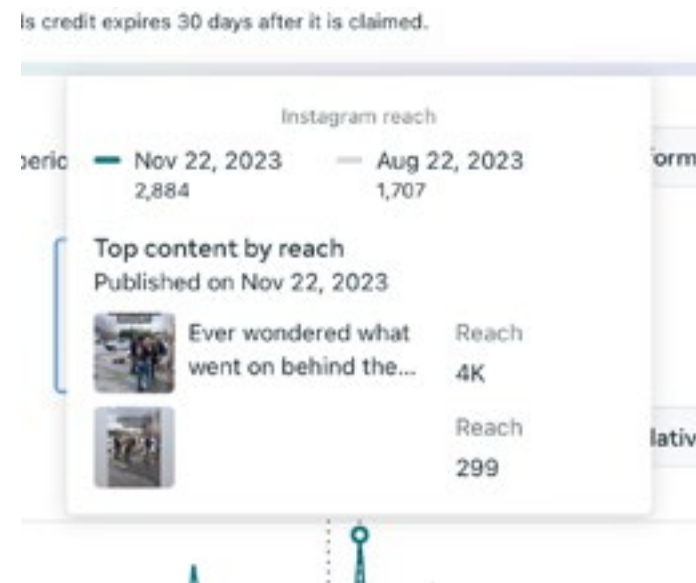 ls credit expires 30 days after it is claimed.
Instagram reach
Nov 22, 2023 Aug 22, 2023
2,884 1,707
Top content by reach
Published on Nov 22, 2023
Ever wondered what Reach
went on behind the... 4K
Reach
299